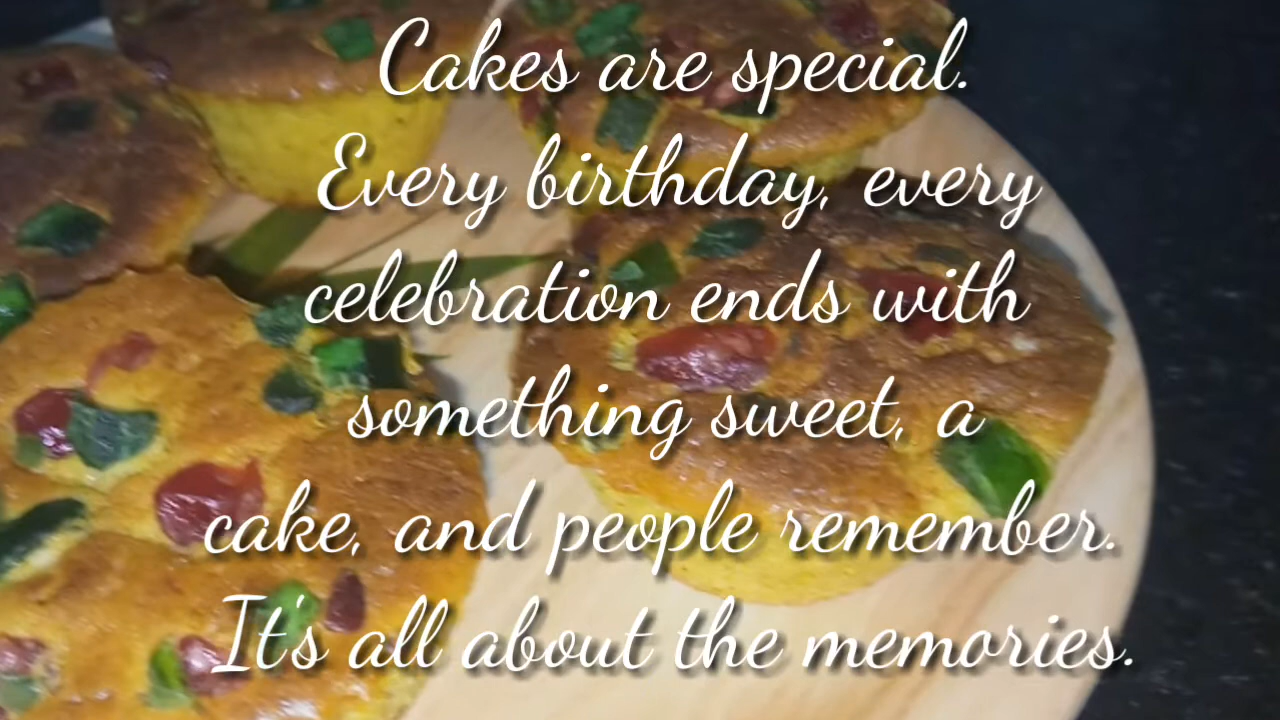 Cakes are special.
Every birthday, every
celebration ends with
something sweet, a
cake, and people remember.
It's all about the memories.